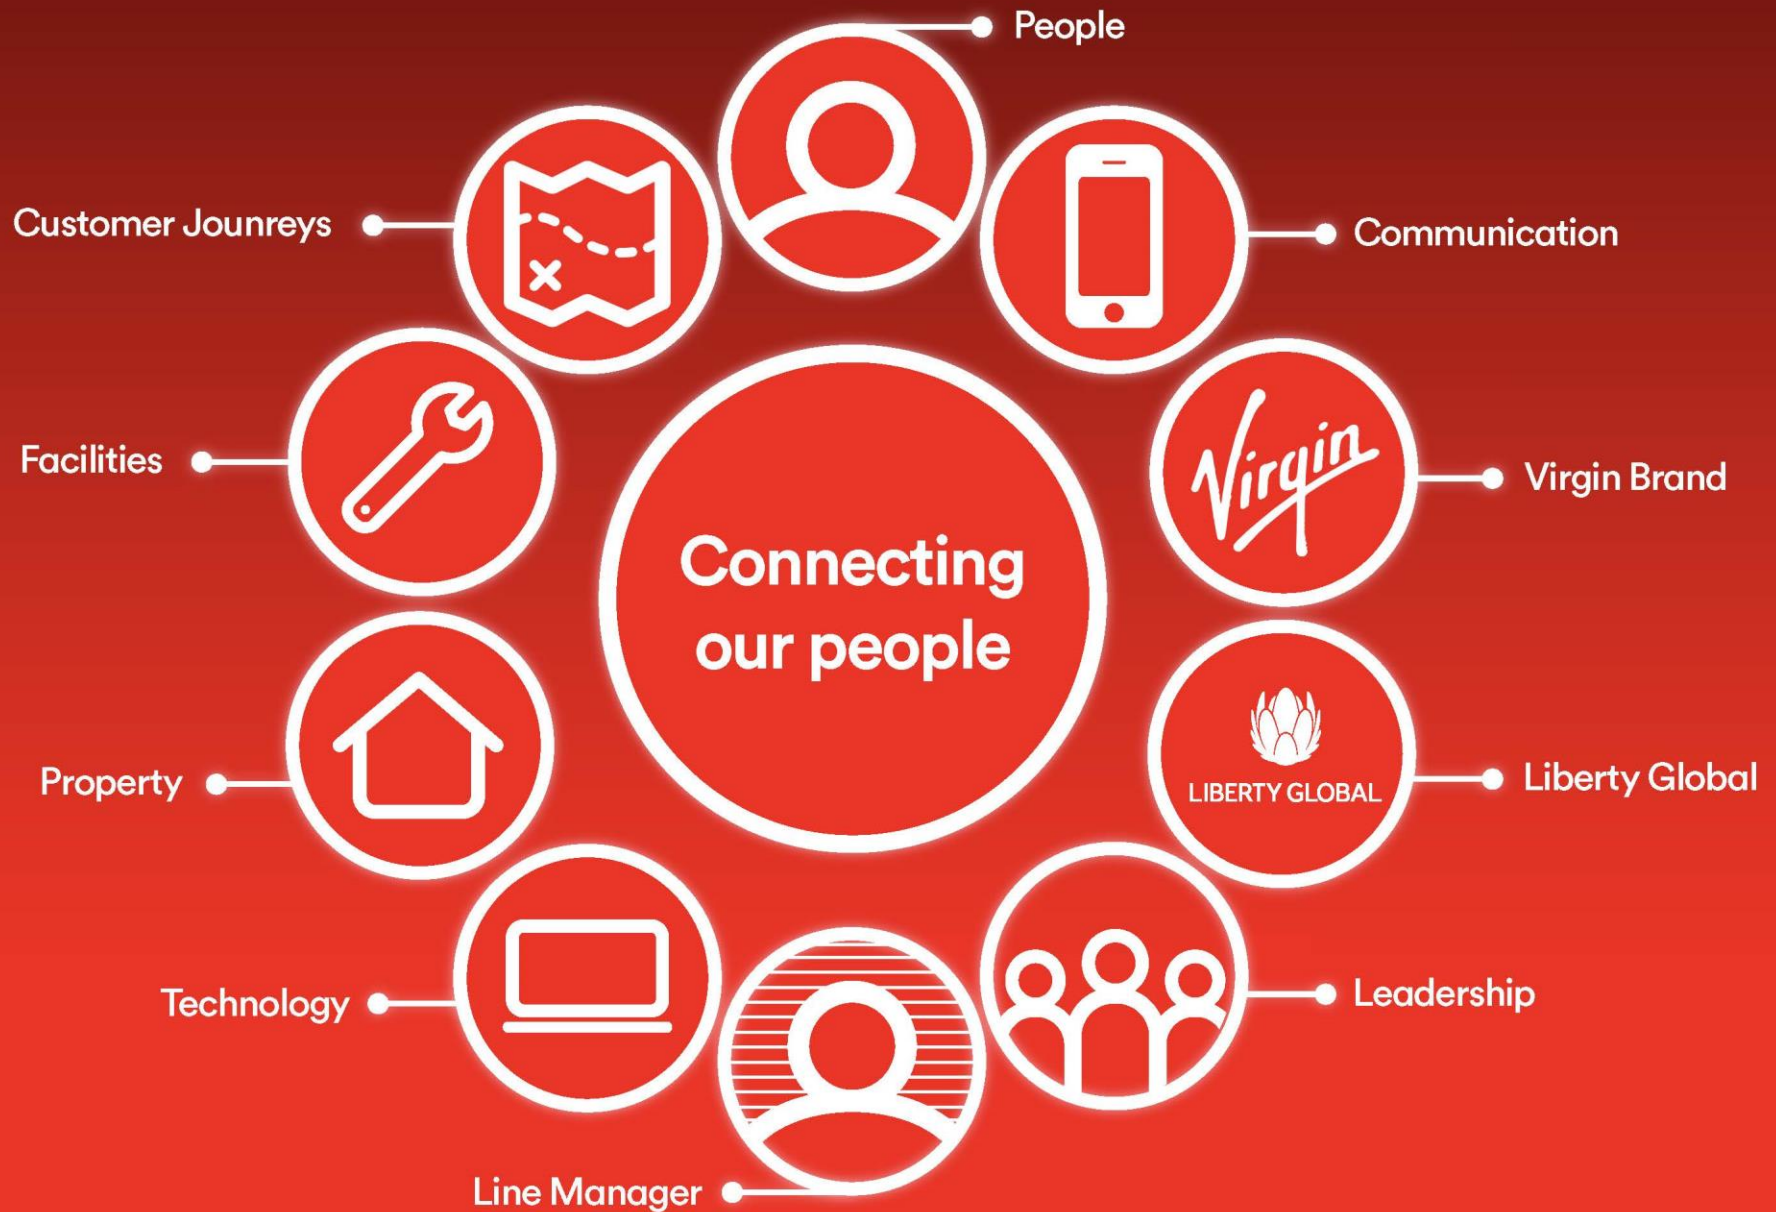 People
Customer Jounreys
Communication
Virgin
Facilities
Virgin Brand
Connecting
our people
LIBERTY GLOBAL
Liberty Global
Property
Technology
Leadership
Line Manager